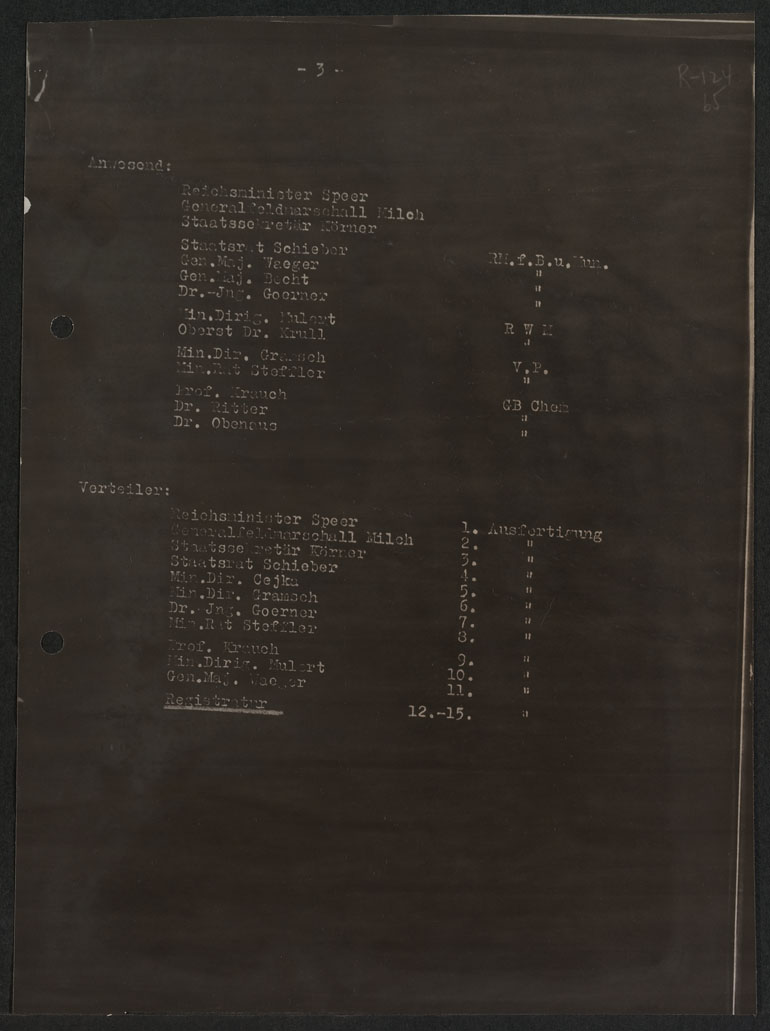 - 3 -
R-124
65
Anwesend:
Reichsminister Speer
Generalfeldmarschall Milch
Staatssekretär Körner
Staatsrat Schieber RM.f.B.u.Mun.
Gen.Maj. Waeger "
Gen.Maj. Becht "
Dr.-Jng. Goerner "
Min.Dirig. Mulert R W M
Oberst Dr. Krull "
Min.Dir. Gramsch V.P.
Min.Rat Steffler "
Prof. Krauch GB Chem
Dr. Ritter "
Dr. Obenaus "
Verteiler:
Reichsminister Speer 1. Ausfertigung
Generalfeldmarschall Milch 2. "
Staatssekretär Körner 3. "
Staatsrat Schieber 4. "
Min.Dir. Cejka 5. "
Min.Dir. Gramsch 6. "
Dr.-Jng. Goerner 7. "
Min.Rat Steffler 8. "
Prof. Krauch 9. "
Min.Dirig. Mulert 10. "
Gen.Maj. Waeger 11. "
Registratur 12.-15. "